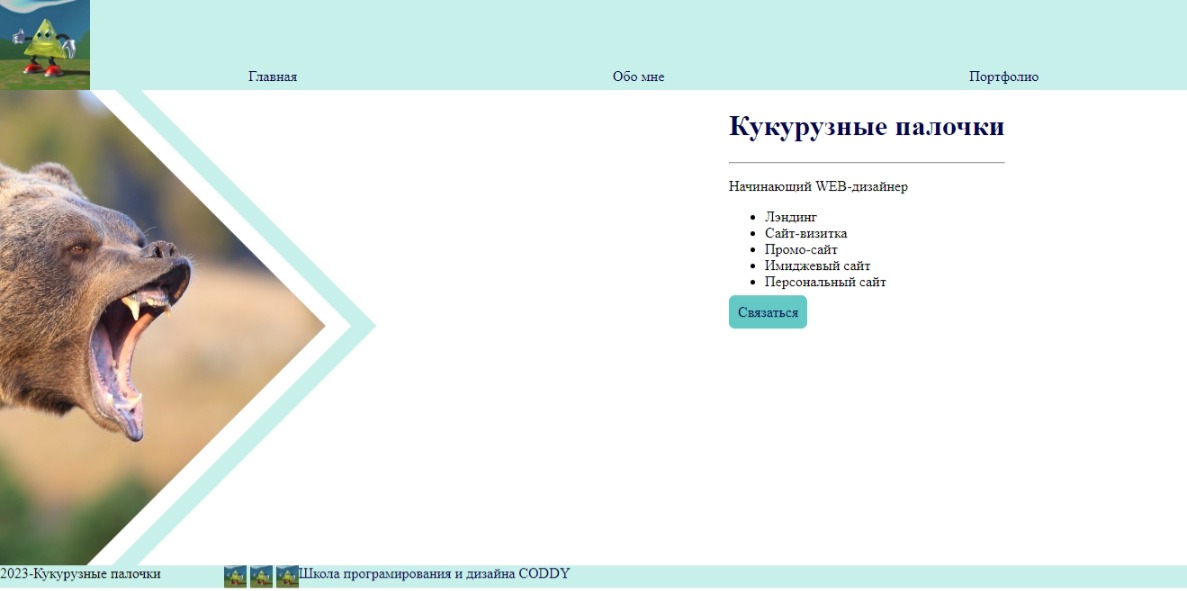 Главная Обо мне Портфолио
Кукурузные палочки
Начинающий WEB-дизайнер
Лэндинг
Сайт-визитка
Промо-сайт
Имиджевый сайт
Персональный сайт
Связаться
2023-Кукурузные палочки Школа програмирования и дизайна CODDY